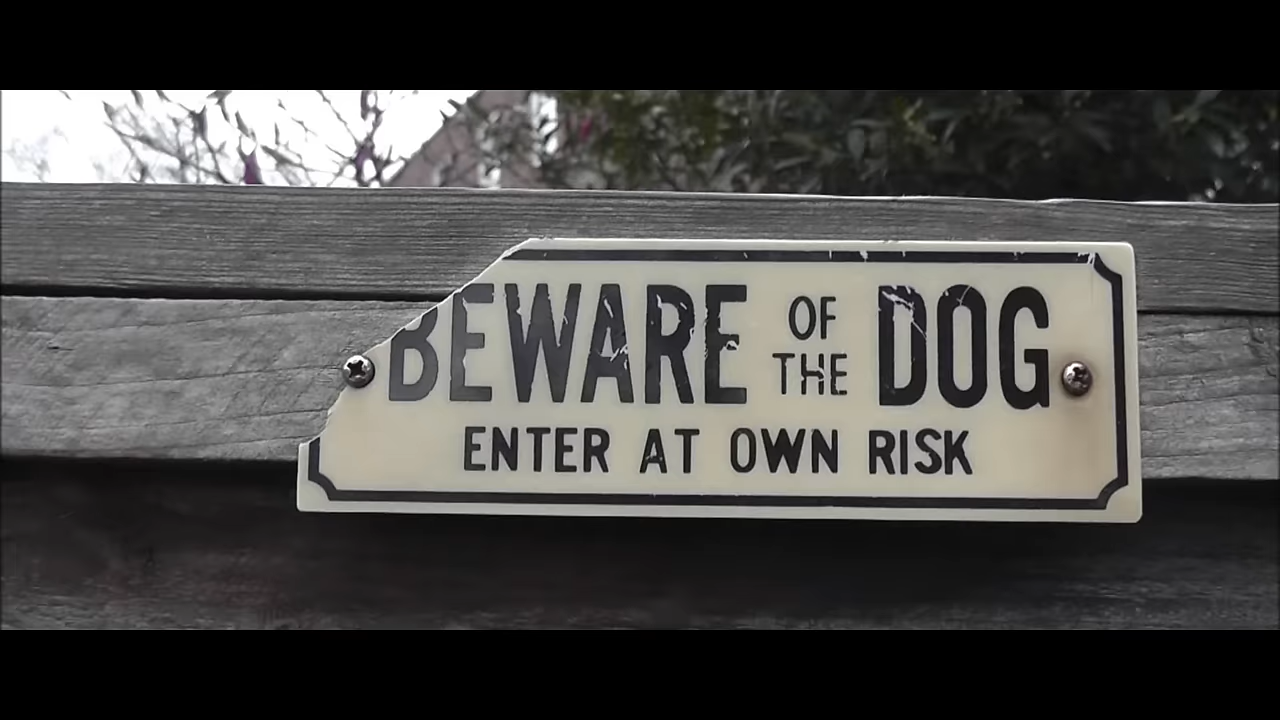 BEWARE OF THE DOG
ENTER AT OWN RISK